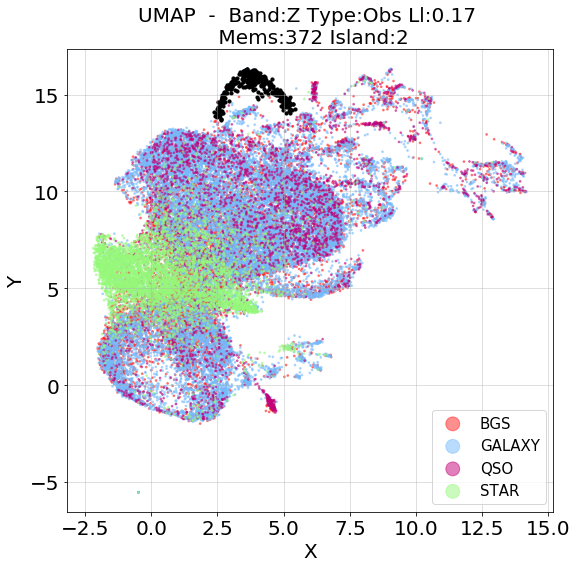 UMAP  -  Band:Z Type:Obs Ll:0.17
Mems:372 Island:2
Y
15
10
5
0
−5
−2.5 0.0 2.5 5.0 7.5 10.0 12.5 15.0
X
BGS
GALAXY
QSO
STAR